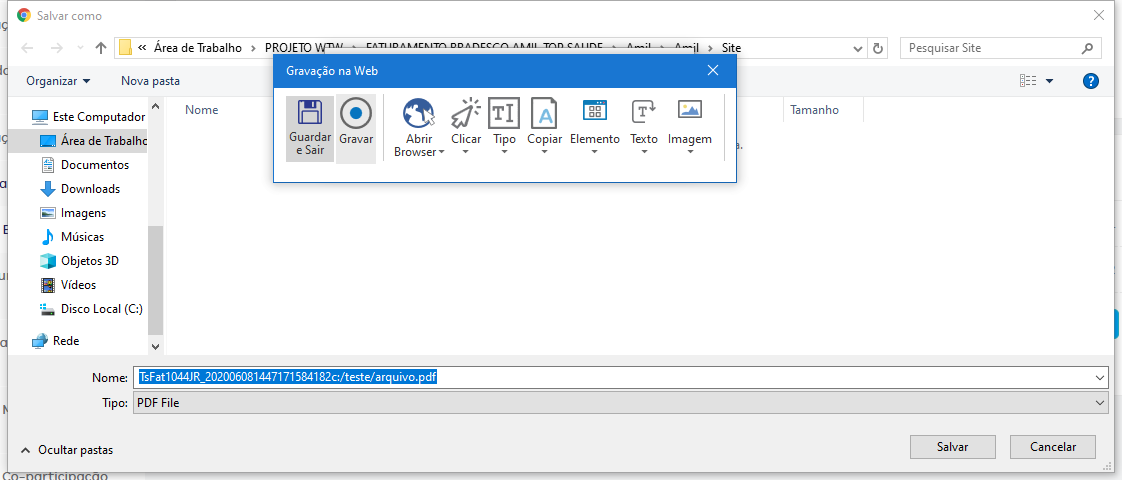 Salvar como
« Área de Trabalho PROJETO WTW FATURAMENTO BRADESCO AMIL TOP SAUDE Amil Amil Site
Pesquisar Site
Organizar
Nova pasta
Nome
Tamanho
Gravação na Web
Guardar e Sair
Gravar
Abrir Browser
Clicar
Tipo
Copiar
Elemento
Texto
Imagem
Este Computador
Área de Trabalho
Documentos
Downloads
Imagens
Músicas
Objetos 3D
Vídeos
Disco Local (C:)
Rede
Nome: TsFat1044JR_202006081447171584182c:/teste/arquivo.pdf
Tipo: PDF File
Ocultar pastas
Salvar
Cancelar
Co-participação